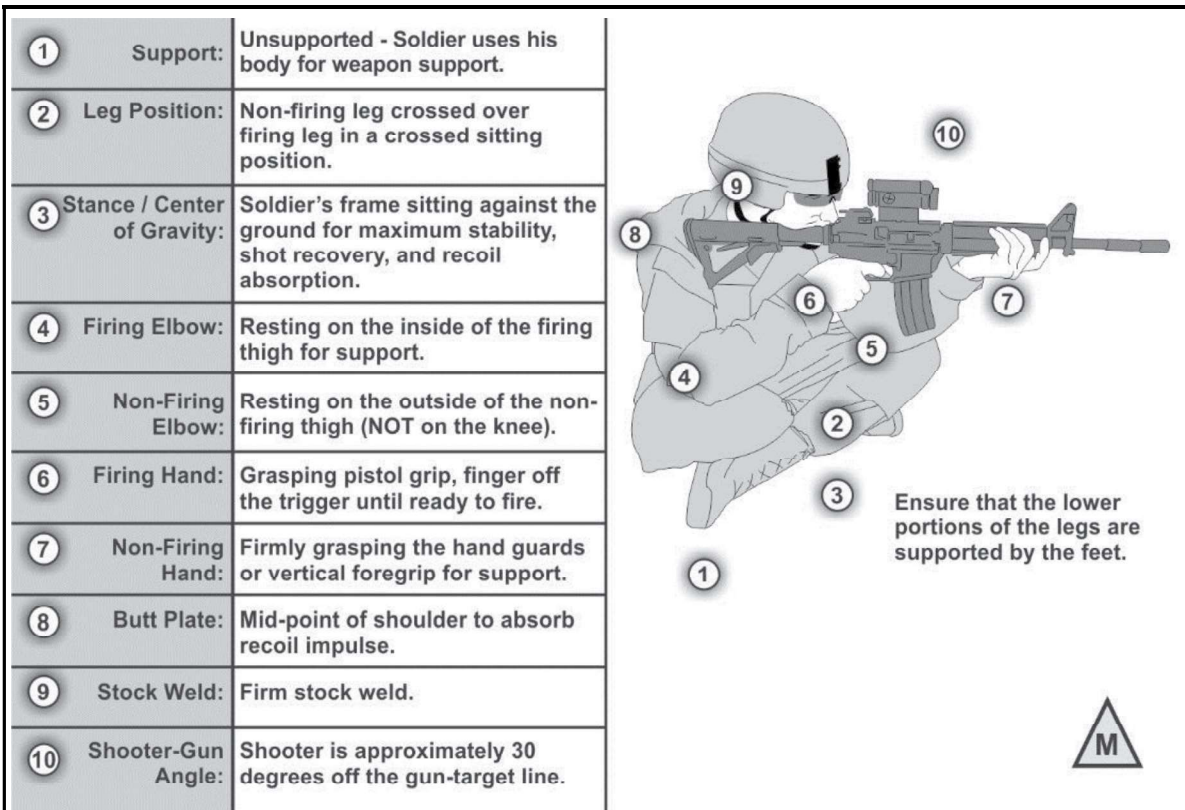 1 Support: Unsupported - Soldier uses his
body for weapon support.
2 Leg Position: Non-firing leg crossed over
firing leg in a crossed sitting
position.
3 Stance / Center
of Gravity:
Soldier’s frame sitting against the
ground for maximum stability,
shot recovery, and recoil
absorption.
4 Firing Elbow: Resting on the inside of the firing
thigh for support.
5 Non-Firing
Elbow:
Resting on the outside of the non-
firing thigh (NOT on the knee).
6 Firing Hand: Grasping pistol grip, finger off
the trigger until ready to fire.
7 Non-Firing
Hand:
Firmly grasping the hand guards
or vertical foregrip for support.
8 Butt Plate: Mid-point of shoulder to absorb
recoil impulse.
9 Stock Weld: Firm stock weld.
10 Shooter-Gun
Angle:
Shooter is approximately 30
degrees off the gun-target line.
10
9
8
6
7
5
4
2
3
1
Ensure that the lower
portions of the legs are
supported by the feet.
M